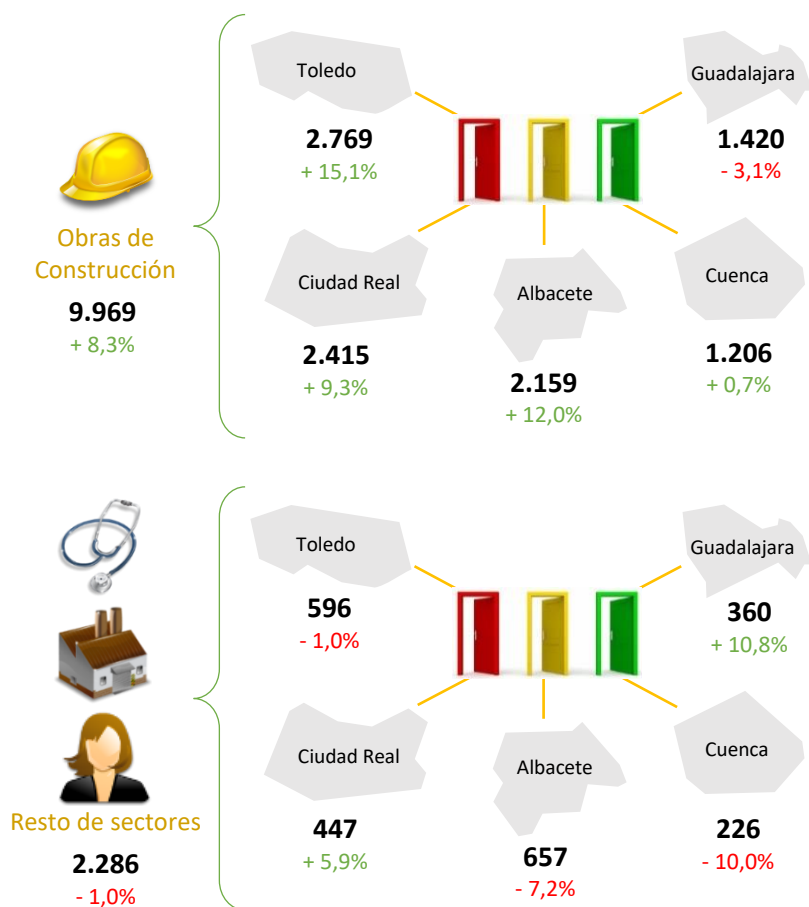 Obras de
Construcción
9.969
+ 8,3%
Toledo
2.769
+ 15,1%
Guadalajara
1.420
- 3,1%
Ciudad Real
2.415
+ 9,3%
Albacete
2.159
+ 12,0%
Cuenca
1.206
+ 0,7%
Resto de sectores
2.286
- 1,0%
Toledo
596
- 1,0%
Guadalajara
360
+ 10,8%
Ciudad Real
447
+ 5,9%
Albacete
657
- 7,2%
Cuenca
226
- 10,0%